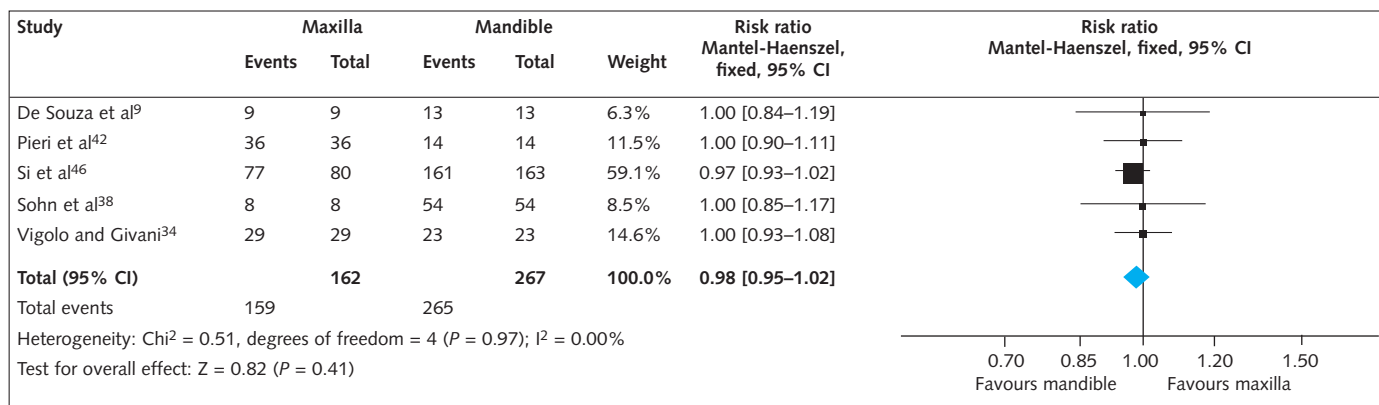 Study Maxilla Mandible Risk ratio Risk ratio
Mantel-Haenszel, Mantel-Haenszel, fixed, 95% CI
Events Total Events Total Weight fixed, 95% CI
De Souza et al⁹ 9 9 13 13 6.3% 1.00 [0.84–1.19]
Pieri et al⁴² 36 36 14 14 11.5% 1.00 [0.90–1.11]
Si et al⁴⁶ 77 80 161 163 59.1% 0.97 [0.93–1.02]
Sohn et al³⁸ 8 8 54 54 8.5% 1.00 [0.85–1.17]
Vigolo and Givani³⁴ 29 29 23 23 14.6% 1.00 [0.93–1.08]
Total (95% CI) 162 267 100.0% 0.98 [0.95–1.02]
Total events 159 265
Heterogeneity: Chi² = 0.51, degrees of freedom = 4 (P = 0.97); I² = 0.00%
Test for overall effect: Z = 0.82 (P = 0.41)
0.70 0.85 1.00 1.20 1.50
Favours mandible Favours maxilla